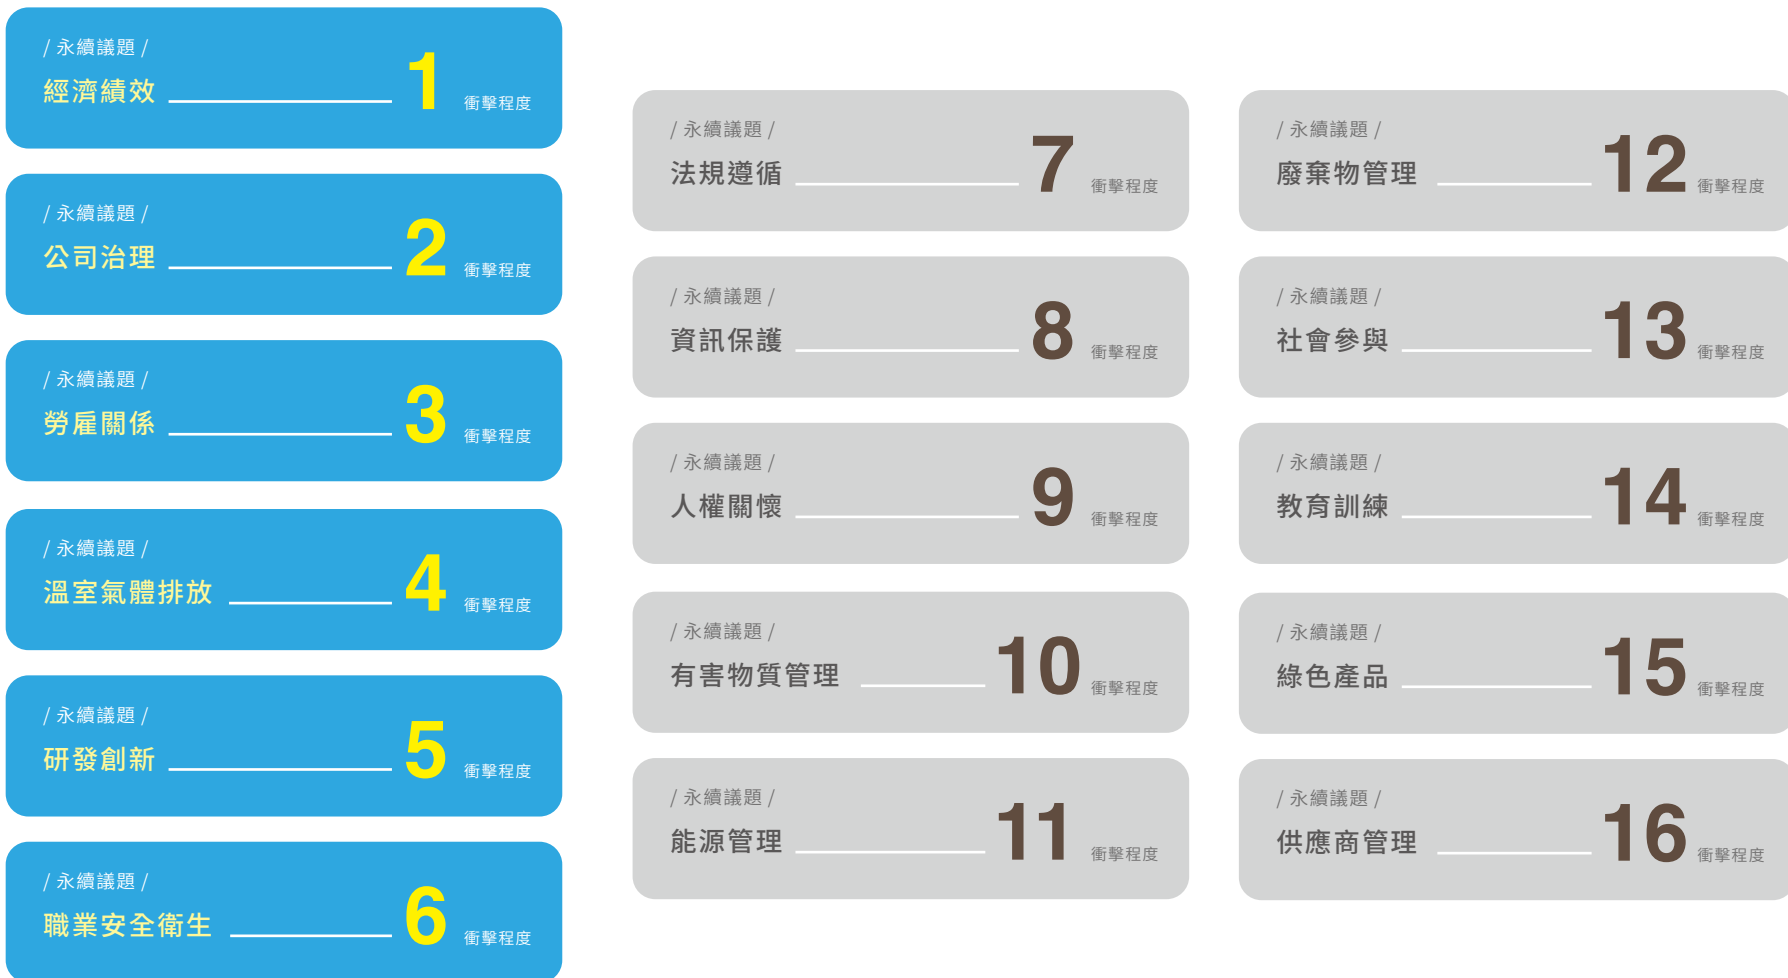 / 永續議題 /
經濟績效 1 衝擊程度
/ 永續議題 /
公司治理 2 衝擊程度
/ 永續議題 /
勞雇關係 3 衝擊程度
/ 永續議題 /
溫室氣體排放 4 衝擊程度
/ 永續議題 /
研發創新 5 衝擊程度
/ 永續議題 /
職業安全衛生 6 衝擊程度
/ 永續議題 /
法規遵循 7 衝擊程度
/ 永續議題 /
資訊保護 8 衝擊程度
/ 永續議題 /
人權關懷 9 衝擊程度
/ 永續議題 /
有害物質管理 10 衝擊程度
/ 永續議題 /
能源管理 11 衝擊程度
/ 永續議題 /
廢棄物管理 12 衝擊程度
/ 永續議題 /
社會參與 13 衝擊程度
/ 永續議題 /
教育訓練 14 衝擊程度
/ 永續議題 /
綠色產品 15 衝擊程度
/ 永續議題 /
供應商管理 16 衝擊程度